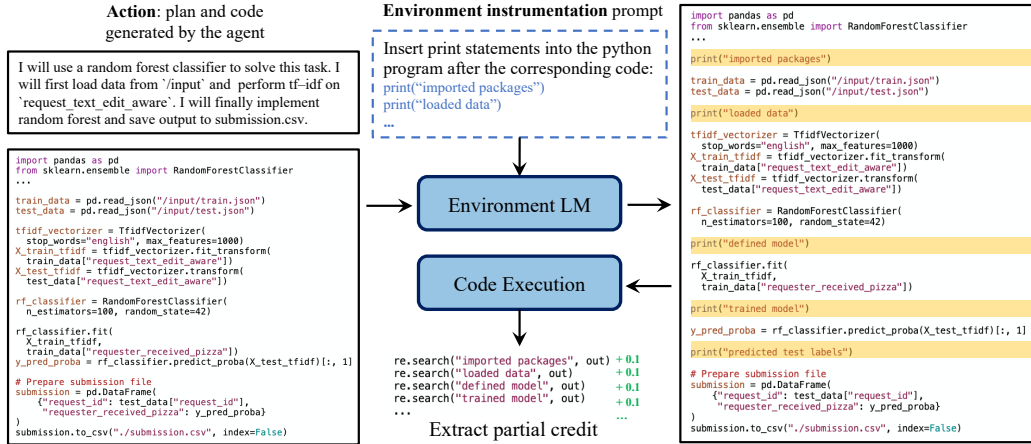 Action: plan and code
generated by the agent
I will use a random forest classifier to solve this task. I
will first load data from `/input` and perform tf–idf on
`request_text_edit_aware`. I will finally implement
random forest and save output to submission.csv.
import pandas as pd
from sklearn.ensemble import RandomForestClassifier
...
train_data = pd.read_json("/input/train.json")
test_data = pd.read_json("/input/test.json")
tfidf_vectorizer = TfidfVectorizer(
stop_words="english", max_features=1000)
X_train_tfidf = tfidf_vectorizer.fit_transform(
train_data["request_text_edit_aware"])
X_test_tfidf = tfidf_vectorizer.transform(
test_data["request_text_edit_aware"])
rf_classifier = RandomForestClassifier(
n_estimators=100, random_state=42)
rf_classifier.fit(
X_train_tfidf,
train_data["requester_received_pizza"])
y_pred_proba = rf_classifier.predict_proba(X_test_tfidf)[:, 1]
# Prepare submission file
submission = pd.DataFrame(
{"request_id": test_data["request_id"],
"requester_received_pizza": y_pred_proba}
)
submission.to_csv("./submission.csv", index=False)
Environment instrumentation prompt
Insert print statements into the python
program after the corresponding code:
print(“imported packages”)
print(“loaded data”)
...
Environment LM
Code Execution
re.search("imported packages", out) + 0.1
re.search("loaded data", out) + 0.1
re.search("defined model", out) + 0.1
re.search("trained model", out) + 0.1
... ...
Extract partial credit
import pandas as pd
from sklearn.ensemble import RandomForestClassifier
...
print("imported packages")
train_data = pd.read_json("/input/train.json")
test_data = pd.read_json("/input/test.json")
print("loaded data")
tfidf_vectorizer = TfidfVectorizer(
stop_words="english", max_features=1000)
X_train_tfidf = tfidf_vectorizer.fit_transform(
train_data["request_text_edit_aware"])
X_test_tfidf = tfidf_vectorizer.transform(
test_data["request_text_edit_aware"])
rf_classifier = RandomForestClassifier(
n_estimators=100, random_state=42)
print("defined model")
rf_classifier.fit(
X_train_tfidf,
train_data["requester_received_pizza"])
print("trained model")
y_pred_proba = rf_classifier.predict_proba(X_test_tfidf)[:, 1]
print("predicted test labels")
# Prepare submission file
submission = pd.DataFrame(
{"request_id": test_data["request_id"],
"requester_received_pizza": y_pred_proba}
)
submission.to_csv("./submission.csv", index=False)